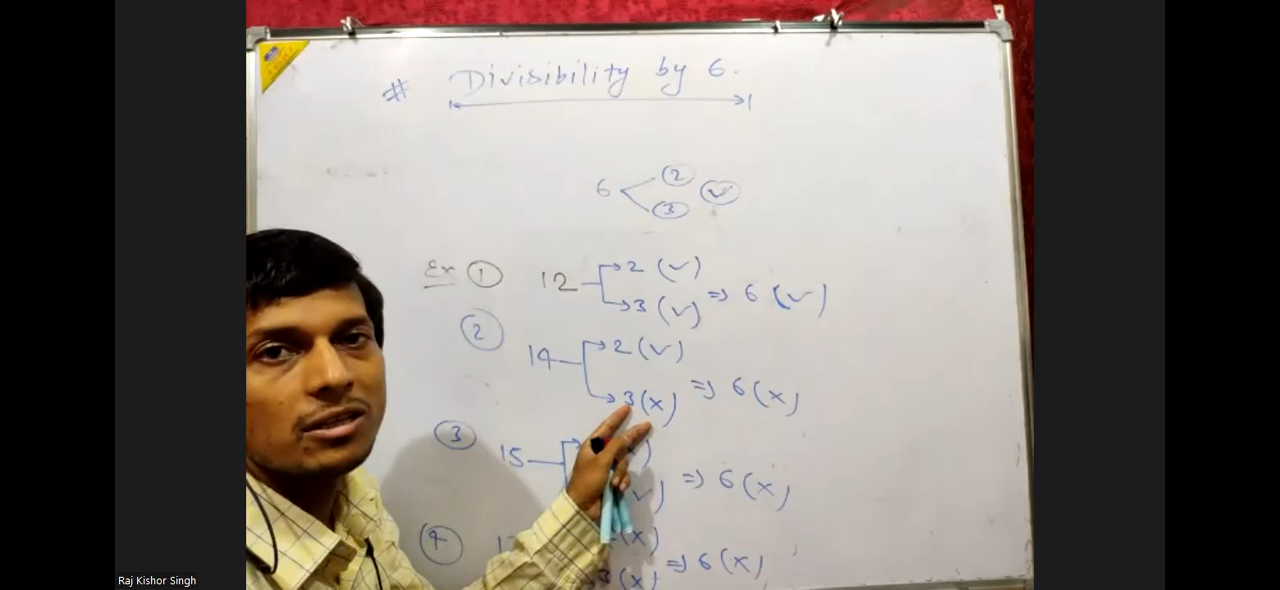 # Divisibility by 6.
6 2 ✓
3
Ex ① 12 2 (✓)
3 (✓) ⇒ 6 (✓)
② 14 2 (✓)
3 (x) ⇒ 6 (x)
③ 15 x)
✓) ⇒ 6 (x)
④ (x)
3 (x) ⇒ 6 (x)
Raj Kishor Singh